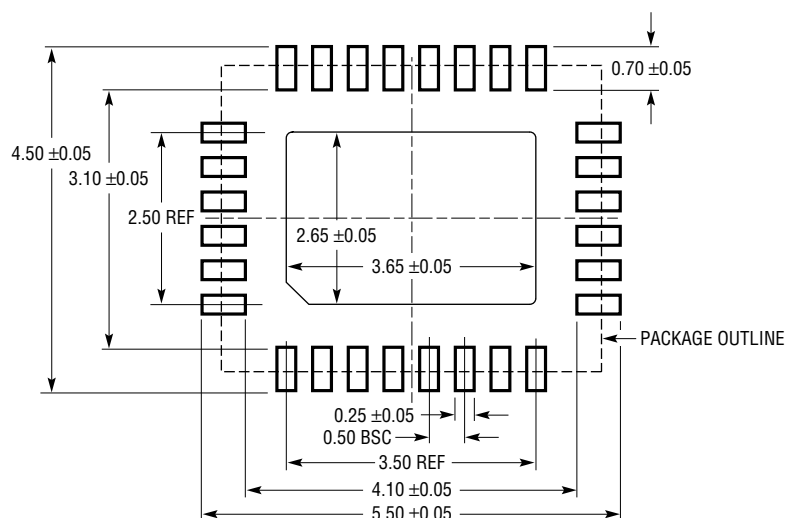 0.70 ±0.05
4.50 ±0.05
3.10 ±0.05
2.50 REF
2.65 ±0.05
3.65 ±0.05
PACKAGE OUTLINE
0.25 ±0.05
0.50 BSC
3.50 REF
4.10 ±0.05
5.50 ±0.05